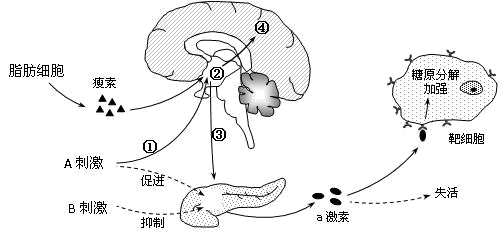 ④
脂肪细胞
瘦素
②
糖原分解
加强
①
③
靶细胞
A 刺激
促进
B 刺激
抑制
a 激素
失活